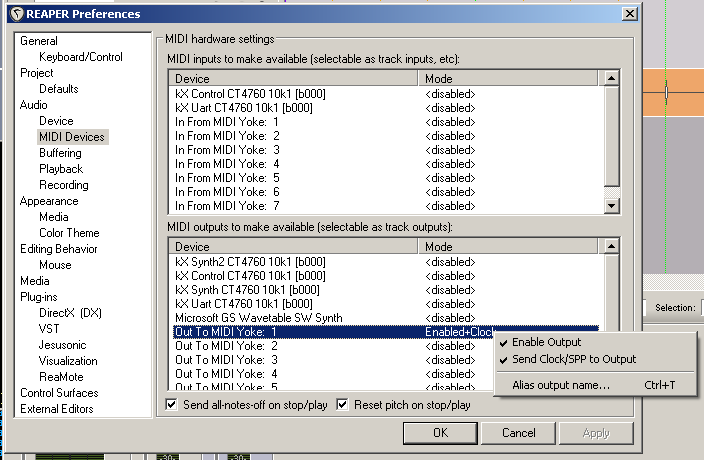 REAPER Preferences
General
Keyboard/Control
Project
Defaults
Audio
Device
MIDI Devices
Buffering
Playback
Recording
Appearance
Media
Color Theme
Editing Behavior
Mouse
Media
Plug-ins
DirectX (DX)
VST
Jesusonic
Visualization
ReaMote
Control Surfaces
External Editors
MIDI hardware settings
MIDI inputs to make available (selectable as track inputs, etc):
Device Mode
kX Control CT4760 10k1 [b000] <disabled>
kX Uart CT4760 10k1 [b000] <disabled>
In From MIDI Yoke: 1 <disabled>
In From MIDI Yoke: 2 <disabled>
In From MIDI Yoke: 3 <disabled>
In From MIDI Yoke: 4 <disabled>
In From MIDI Yoke: 5 <disabled>
In From MIDI Yoke: 6 <disabled>
In From MIDI Yoke: 7 <disabled>
MIDI outputs to make available (selectable as track outputs):
Device Mode
kX Synth2 CT4760 10k1 [b000] <disabled>
kX Control CT4760 10k1 [b000] <disabled>
kX Synth CT4760 10k1 [b000] <disabled>
kX Uart CT4760 10k1 [b000] <disabled>
Microsoft GS Wavetable SW Synth <disabled>
Out To MIDI Yoke: 1 Enabled+Clock
Out To MIDI Yoke: 2 <disabled>
Out To MIDI Yoke: 3 <disabled>
Out To MIDI Yoke: 4 <disabled>
Out To MIDI Yoke: 5 <disabled>
Enable Output
Send Clock/SPP to Output
Alias output name... Ctrl+T
Send all-notes-off on stop/play Reset pitch on stop/play
OK Cancel Apply
Selection:
-30- -30-